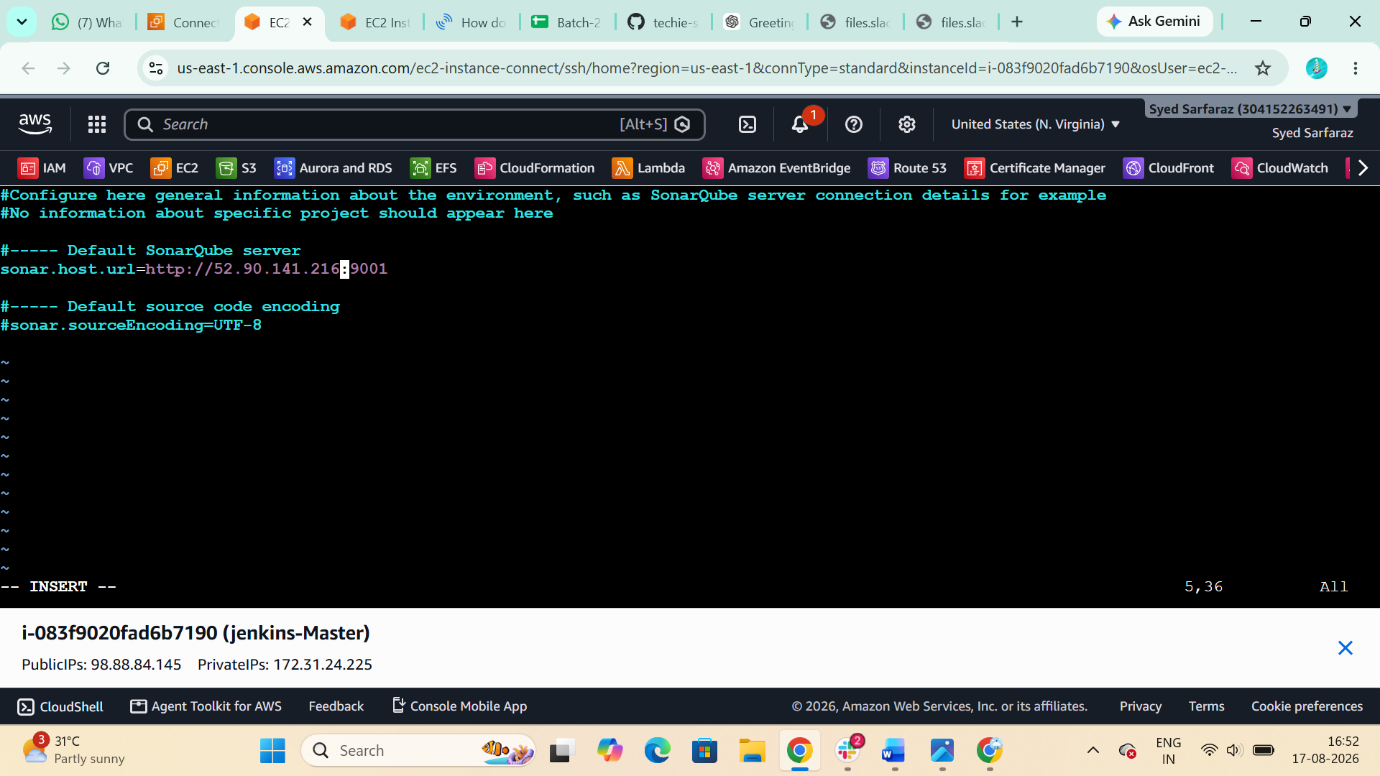 (7) Wha
Connec
EC2
EC2 Inst
How do
Batch-2
techie-s
Greeting
files.slac
files.slac
Ask Gemini
us-east-1.console.aws.amazon.com/ec2-instance-connect/ssh/home?region=us-east-1&connType=standard&instanceId=i-083f9020fad6b7190&osUser=ec2-...
aws
Search
[Alt+S]
1
United States (N. Virginia)
Syed Sarfaraz (304152263491)
Syed Sarfaraz
IAM
VPC
EC2
S3
Aurora and RDS
EFS
CloudFormation
Lambda
Amazon EventBridge
Route 53
Certificate Manager
CloudFront
CloudWatch
#Configure here general information about the environment, such as SonarQube server connection details for example
#No information about specific project should appear here
#----- Default SonarQube server
sonar.host.url=http://52.90.141.216:9001
#----- Default source code encoding
#sonar.sourceEncoding=UTF-8
~
~
~
~
~
~
~
~
~
~
~
~
-- INSERT --
5,36
All
i-083f9020fad6b7190 (jenkins-Master)
PublicIPs: 98.88.84.145 PrivateIPs: 172.31.24.225
CloudShell
Agent Toolkit for AWS
Feedback
Console Mobile App
© 2026, Amazon Web Services, Inc. or its affiliates.
Privacy
Terms
Cookie preferences
3
31°C
Partly sunny
Search
2
ENG
IN
16:52
17-08-2026